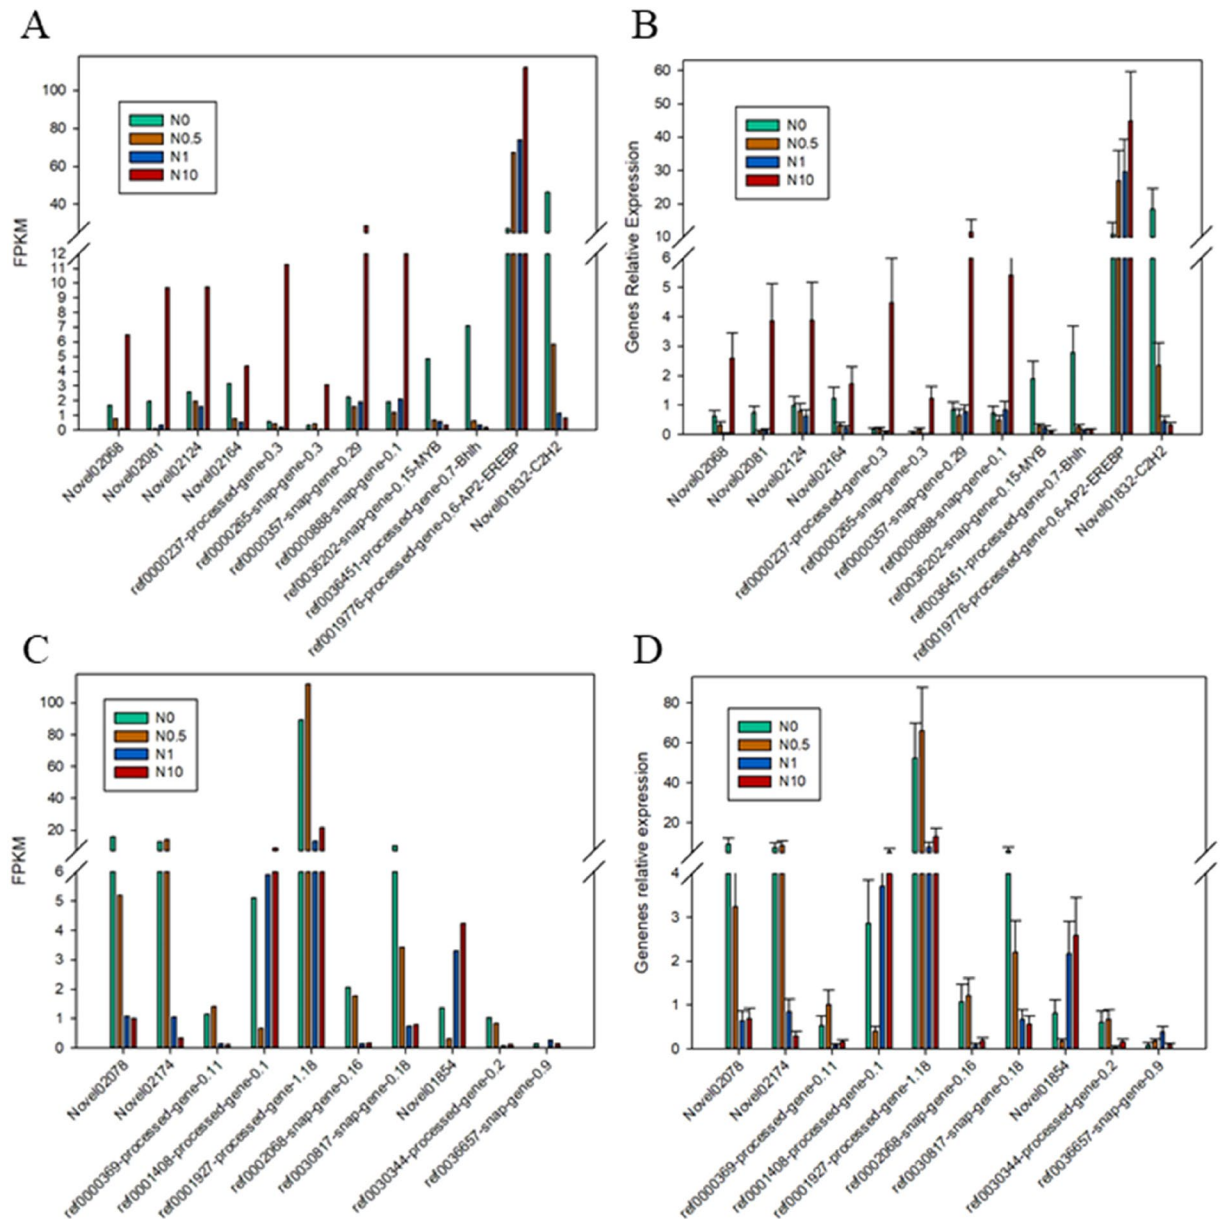 A
FPKM
100
80
60
40
12
11
10
9
8
7
6
5
4
3
2
1
0
N0
N0.5
N1
N10
Novel02068
Novel02081
Novel02124
Novel02164
ref0000237-processed-gene-0.3
ref0000265-snap-gene-0.3
ref0000357-snap-gene-0.29
ref0000888-snap-gene-0.1
ref0036202-snap-gene-0.15-MYB
ref0036451-processed-gene-0.7-Bhlh
ref0019776-processed-gene-0.6-AP2-EREBP
Novel01832-C2H2
B
Genes Relative Expression
60
50
40
30
20
10
6
5
4
3
2
1
0
N0
N0.5
N1
N10
Novel02068
Novel02081
Novel02124
Novel02164
ref0000237-processed-gene-0.3
ref0000265-snap-gene-0.3
ref0000357-snap-gene-0.29
ref0000888-snap-gene-0.1
ref0036202-snap-gene-0.15-MYB
ref0036451-processed-gene-0.7-Bhlh
ref0019776-processed-gene-0.6-AP2-EREBP
Novel01832-C2H2
C
FPKM
100
80
60
40
20
6
5
4
3
2
1
0
N0
N0.5
N1
N10
Novel02078
Novel02174
ref0000369-processed-gene-0.11
ref0001408-processed-gene-0.1
ref0001927-processed-gene-1.18
ref0002068-snap-gene-0.16
ref0030817-snap-gene-0.18
Novel01854
ref0030344-processed-gene-0.2
ref0036657-snap-gene-0.9
D
Genenes relative expression
80
60
40
20
4
3
2
1
0
N0
N0.5
N1
N10
Novel02078
Novel02174
ref0000369-processed-gene-0.11
ref0001408-processed-gene-0.1
ref0001927-processed-gene-1.18
ref0002068-snap-gene-0.16
ref0030817-snap-gene-0.18
Novel01854
ref0030344-processed-gene-0.2
ref0036657-snap-gene-0.9